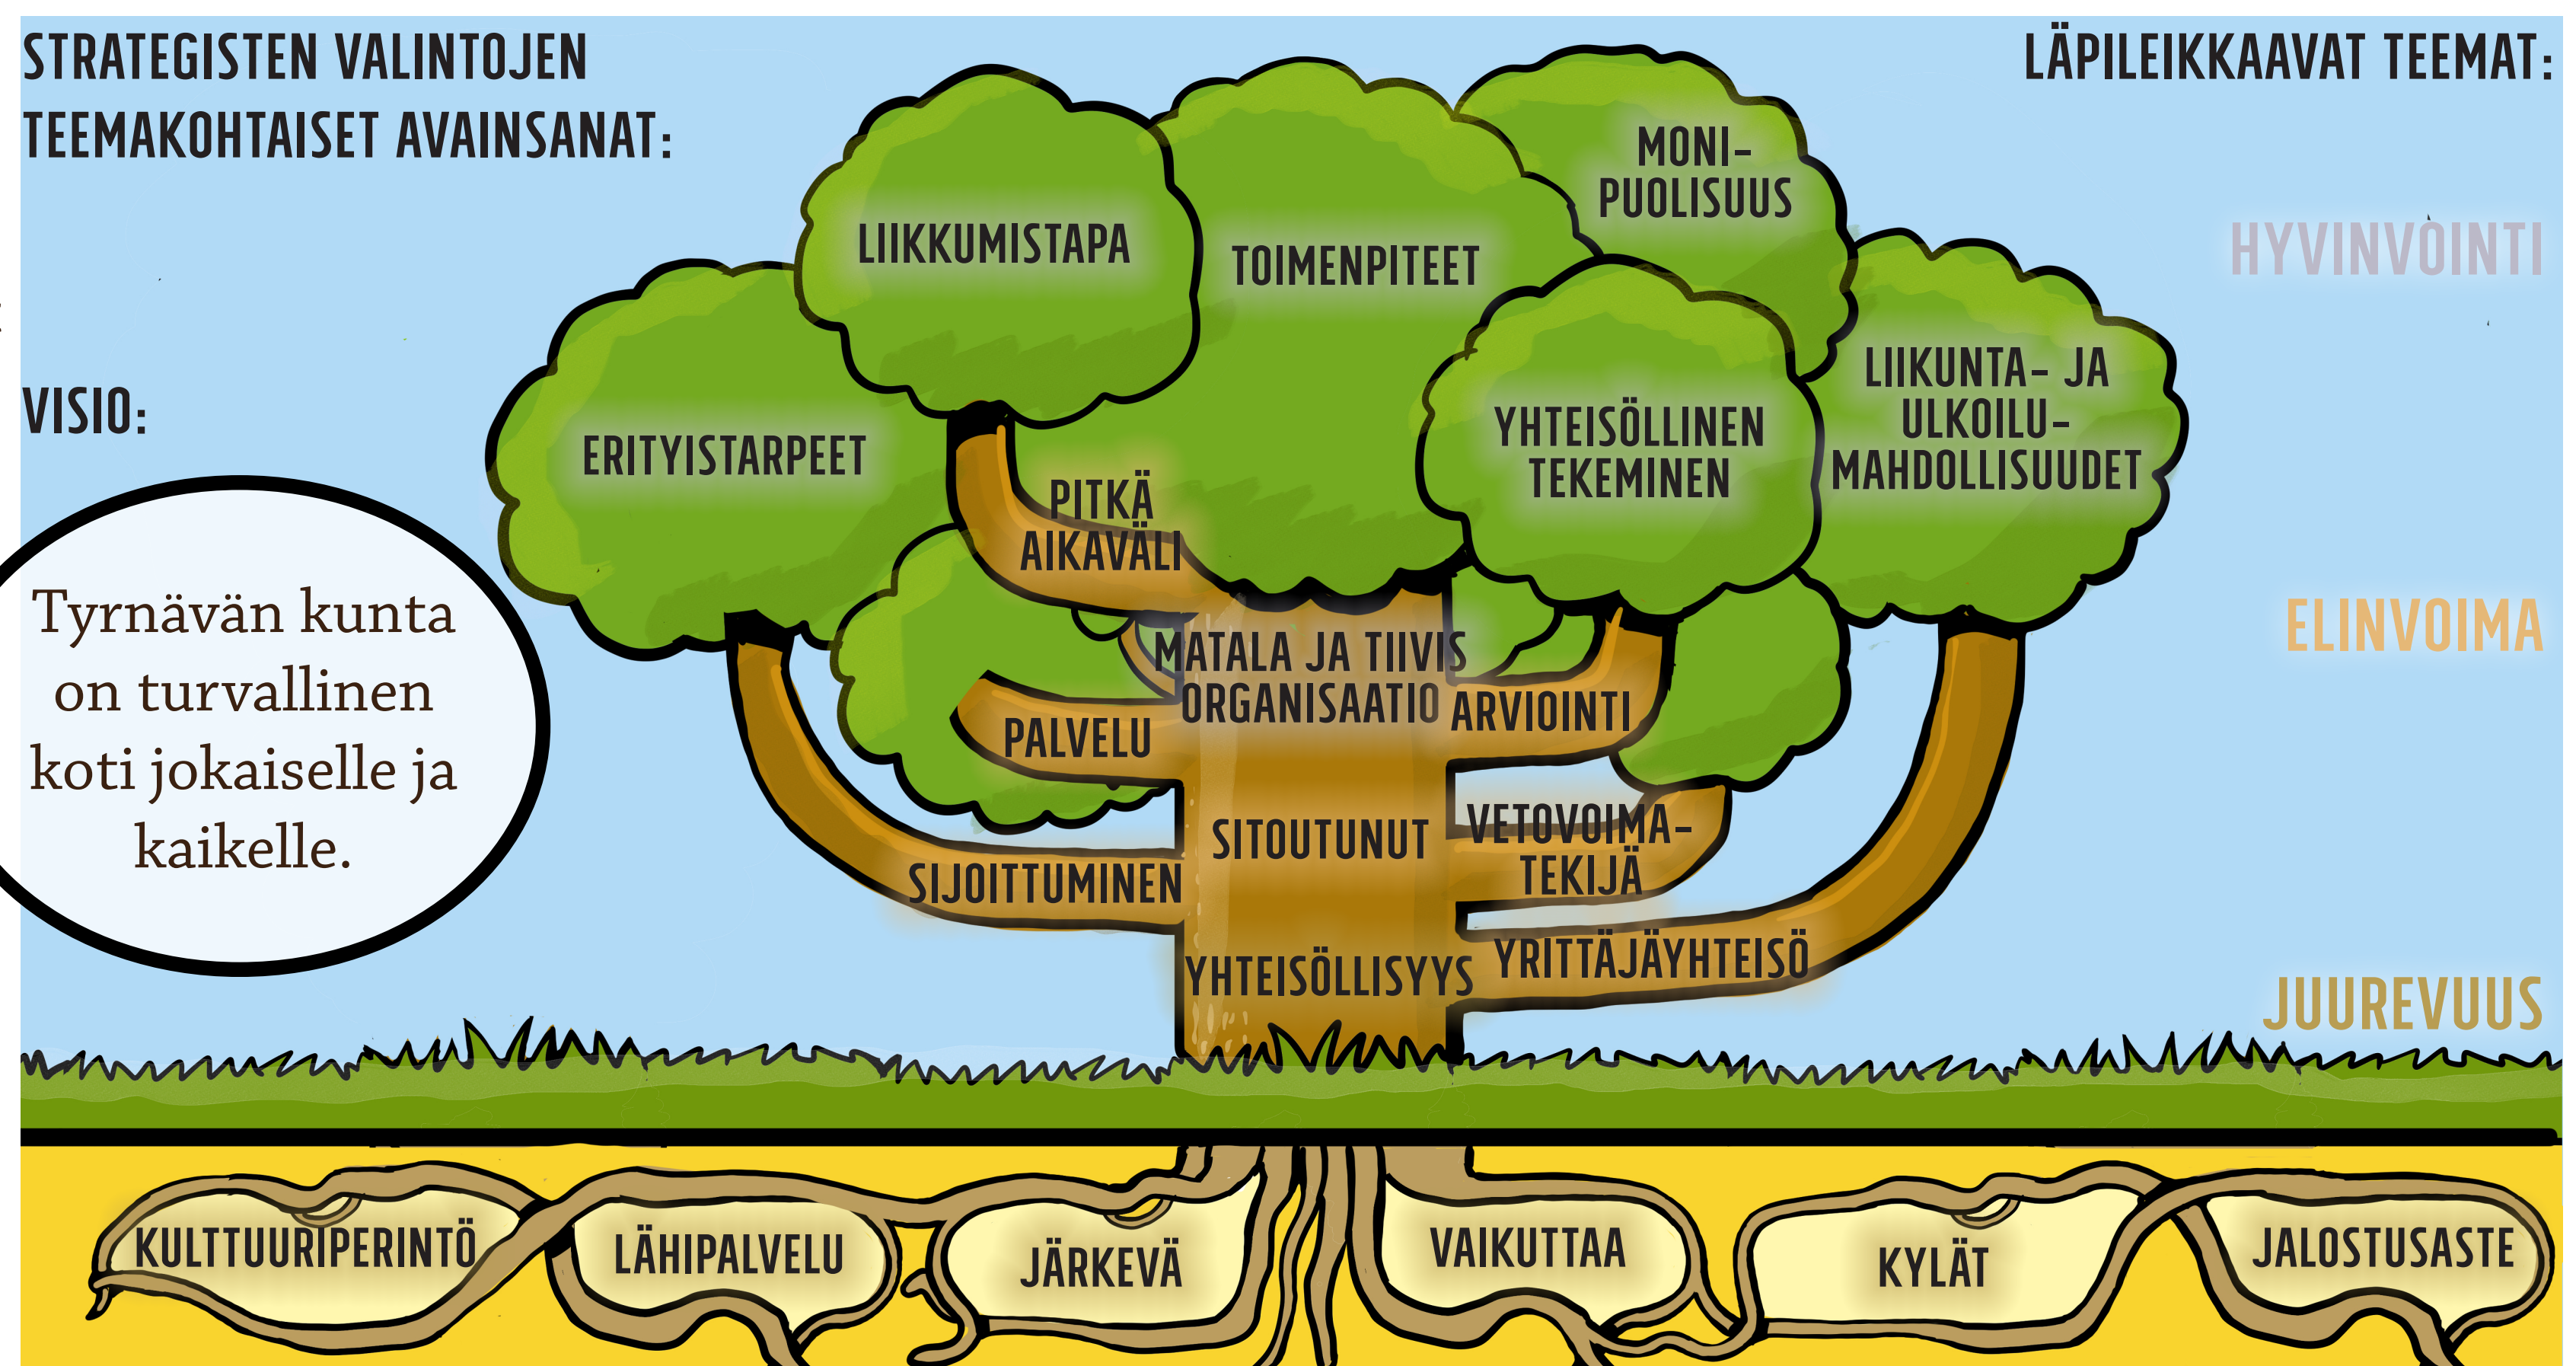 STRATEGISTEN VALINTOJEN
TEEMAKOHTAISET AVAINSANAT:
LÄPILEIKKAAVAT TEEMAT:
MONI-
PUOLISUUS
LIIKKUMISTAPA
TOIMENPITEET
HYVINVOINTI
LIIKUNTA- JA
ULKOILU-
MAHDOLLISUUDET
VISIO:
ERITYISTARPEET
YHTEISÖLLINEN
TEKEMINEN
PITKÄ
AIKAVÄLI
Tyrnävän kunta
on turvallinen
koti jokaiselle ja
kaikelle.
ELINVOIMA
MATALA JA TIIVIS
ORGANISAATIO
PALVELU
ARVIOINTI
SITOUTUNUT
VETOVOIMA-
TEKIJÄ
SIJOITTUMINEN
YHTEISÖLLISYYS
YRITTÄJÄYHTEISÖ
JUUREVUUS
KULTTUURIPERINTÖ
LÄHIPALVELU
JÄRKEVÄ
VAIKUTTAA
KYLÄT
JALOSTUSASTE